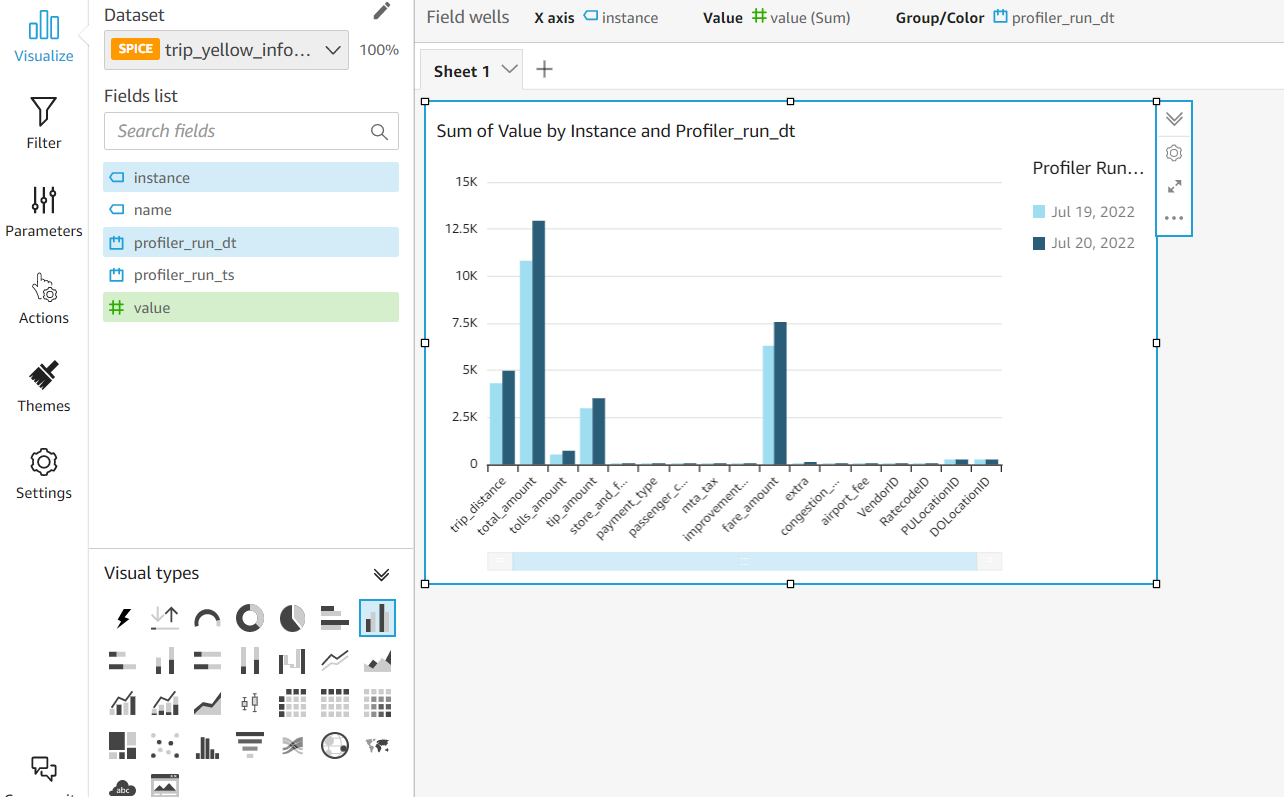 Visualize
Filter
Parameters
Actions
Themes
Settings
Dataset
SPICE trip_yellow_info... 100%
Fields list
Search fields
instance
name
profiler_run_dt
profiler_run_ts
value
Visual types
abc
Field wells X axis instance Value value (Sum) Group/Color profiler_run_dt
Sheet 1
Sum of Value by Instance and Profiler_run_dt
15K
12.5K
10K
7.5K
5K
2.5K
0
trip_distance
total_amount
tolls_amount
tip_amount
store_and_f...
payment_type
passenger_c...
mta_tax
improvement...
fare_amount
extra
congestion_...
airport_fee
VendorID
RatecodeID
PULocationID
DOLocationID
Profiler Run...
Jul 19, 2022
Jul 20, 2022